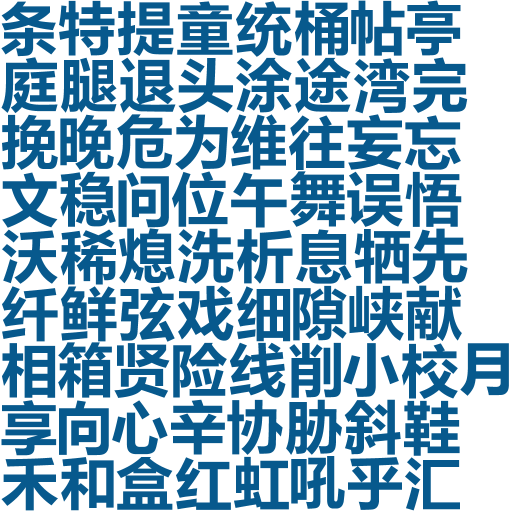 条特提童统桶帖亭
庭腿退头涂途湾完
挽晚危为维往妄忘
文稳问位午舞误悟
沃稀熄洗析息牺先
纤鲜弦戏细隙峡献
相箱贤险线削小校月
享向心辛协胁斜鞋
禾和盒红虹吼乎汇